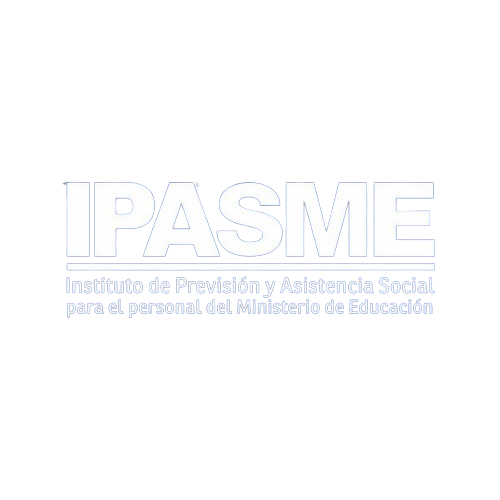 IPASME
Instituto de Previsión y Asistencia Social
para el personal del Ministerio de Educación